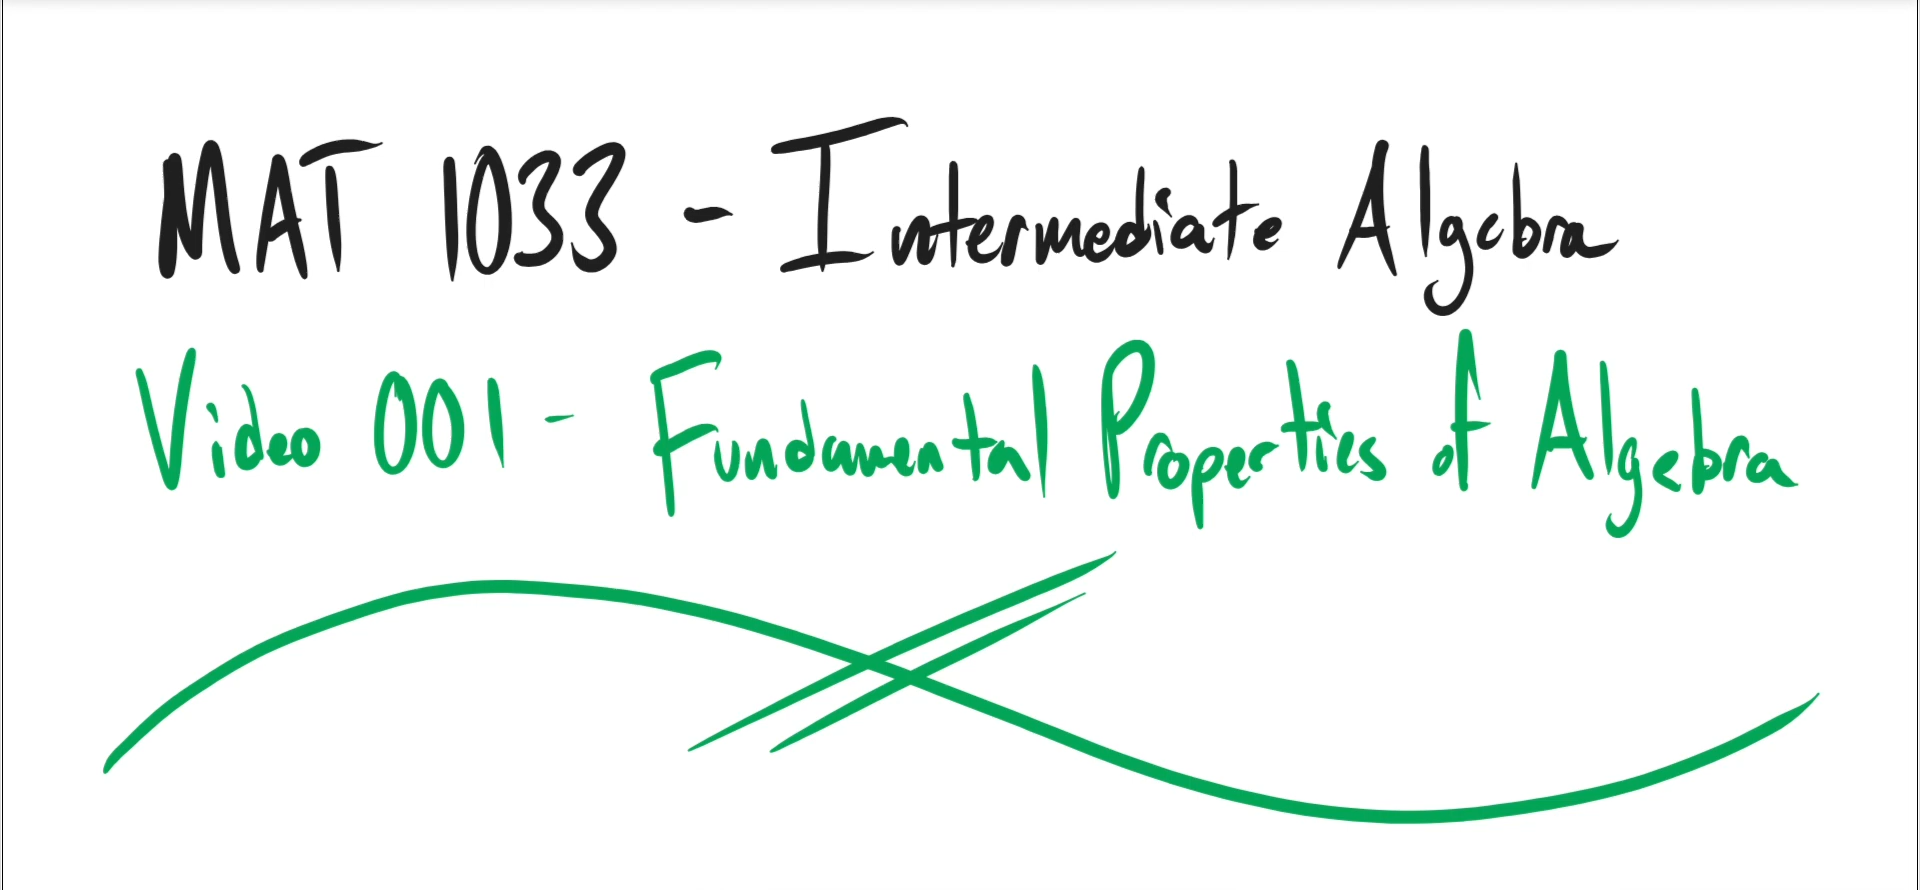 MAT 1033 - Intermediate Algebra
Video 001 - Fundamental Properties of Algebra